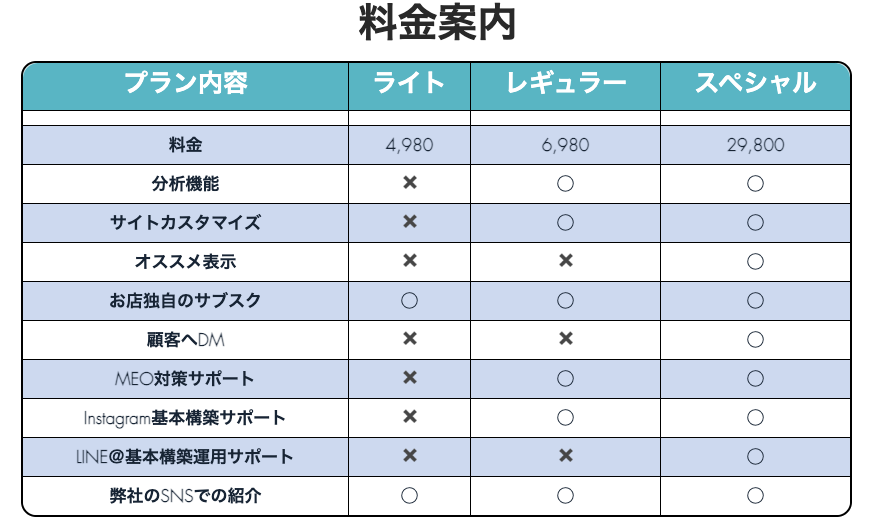 料金案内
プラン内容 ライト レギュラー スペシャル
料金 4,980 6,980 29,800
分析機能 ✖ ○ ○
サイトカスタマイズ ✖ ○ ○
オススメ表示 ✖ ✖ ○
お店独自のサブスク ○ ○ ○
顧客へDM ✖ ✖ ○
MEO対策サポート ✖ ○ ○
Instagram基本構築サポート ✖ ○ ○
LINE@基本構築運用サポート ✖ ✖ ○
弊社のSNSでの紹介 ○ ○ ○